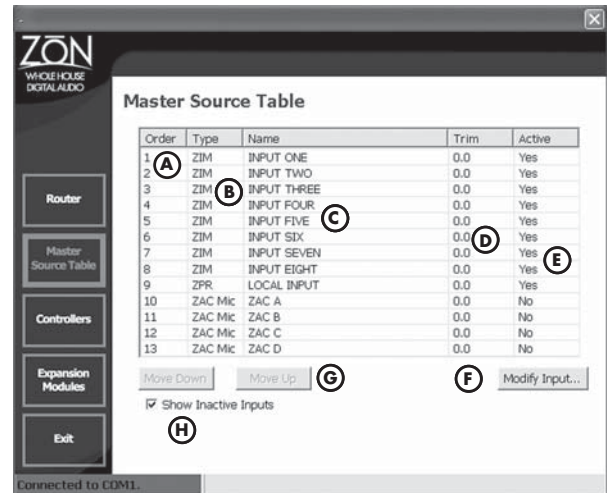 ZŌN
WHOLE HOUSE
DIGITAL AUDIO
Master Source Table
Order Type Name Trim Active
1 ZIM INPUT ONE 0.0 Yes
A
2 ZIM INPUT TWO 0.0 Yes
3 ZIM INPUT THREE 0.0 Yes
B
4 ZIM INPUT FOUR 0.0 Yes
5 ZIM INPUT FIVE 0.0 Yes
C
6 ZIM INPUT SIX 0.0 Yes
D
7 ZIM INPUT SEVEN 0.0 Yes
E
8 ZIM INPUT EIGHT 0.0 Yes
9 ZPR LOCAL INPUT 0.0 Yes
10 ZAC Mic ZAC A 0.0 No
11 ZAC Mic ZAC B 0.0 No
12 ZAC Mic ZAC C 0.0 No
13 ZAC Mic ZAC D 0.0 No
Router
Master
Source Table
Controllers
Expansion
Modules
Exit
Move Down Move Up G F Modify Input...
Show Inactive Inputs
H
Connected to COM1.